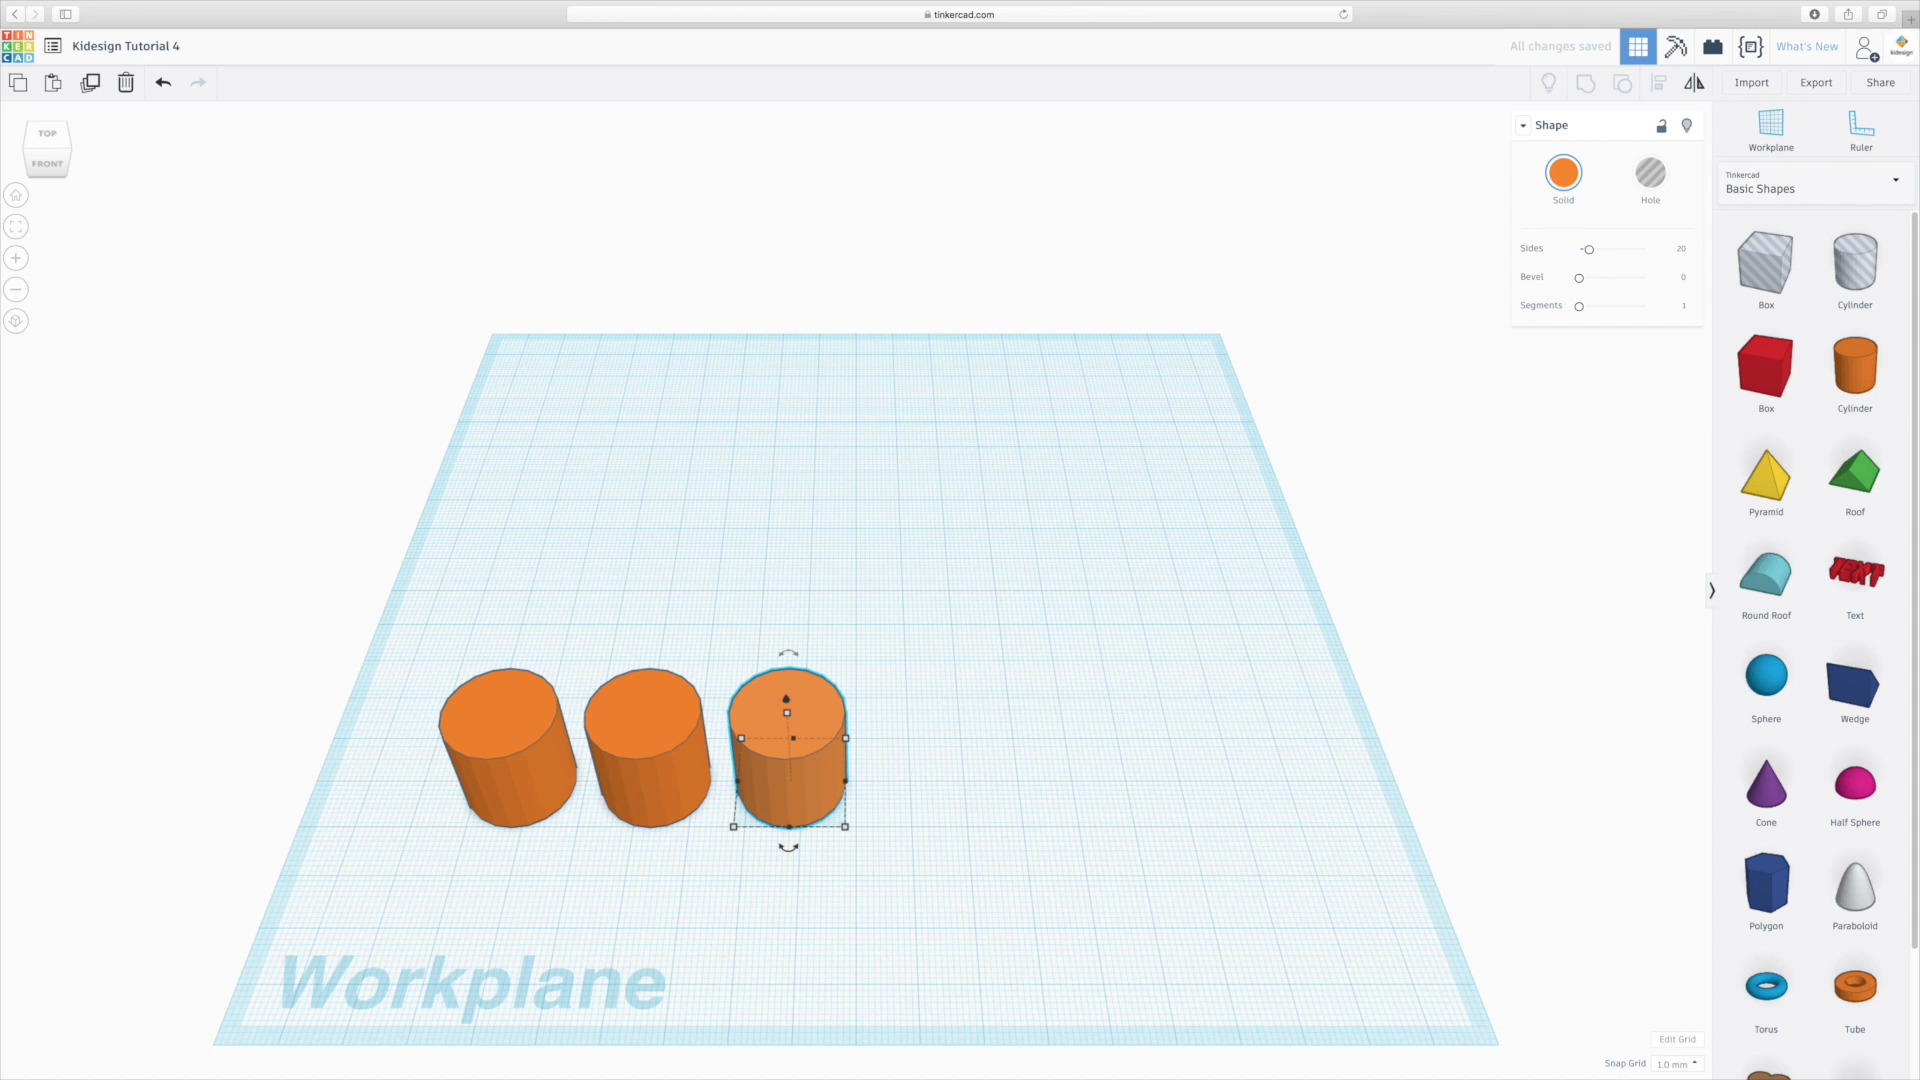 tinkercad.com
TIN
KER
CAD
Kidesign Tutorial 4
All changes saved
What's New
kidesign
Import
Export
Share
TOP
FRONT
Shape
Solid
Hole
Sides
20
Bevel
0
Segments
1
Workplane
Ruler
Tinkercad
Basic Shapes
Box
Cylinder
Box
Cylinder
Pyramid
Roof
Round Roof
TEXT
Text
Sphere
Wedge
Cone
Half Sphere
Polygon
Paraboloid
Torus
Tube
Workplane
Edit Grid
Snap Grid
1.0 mm